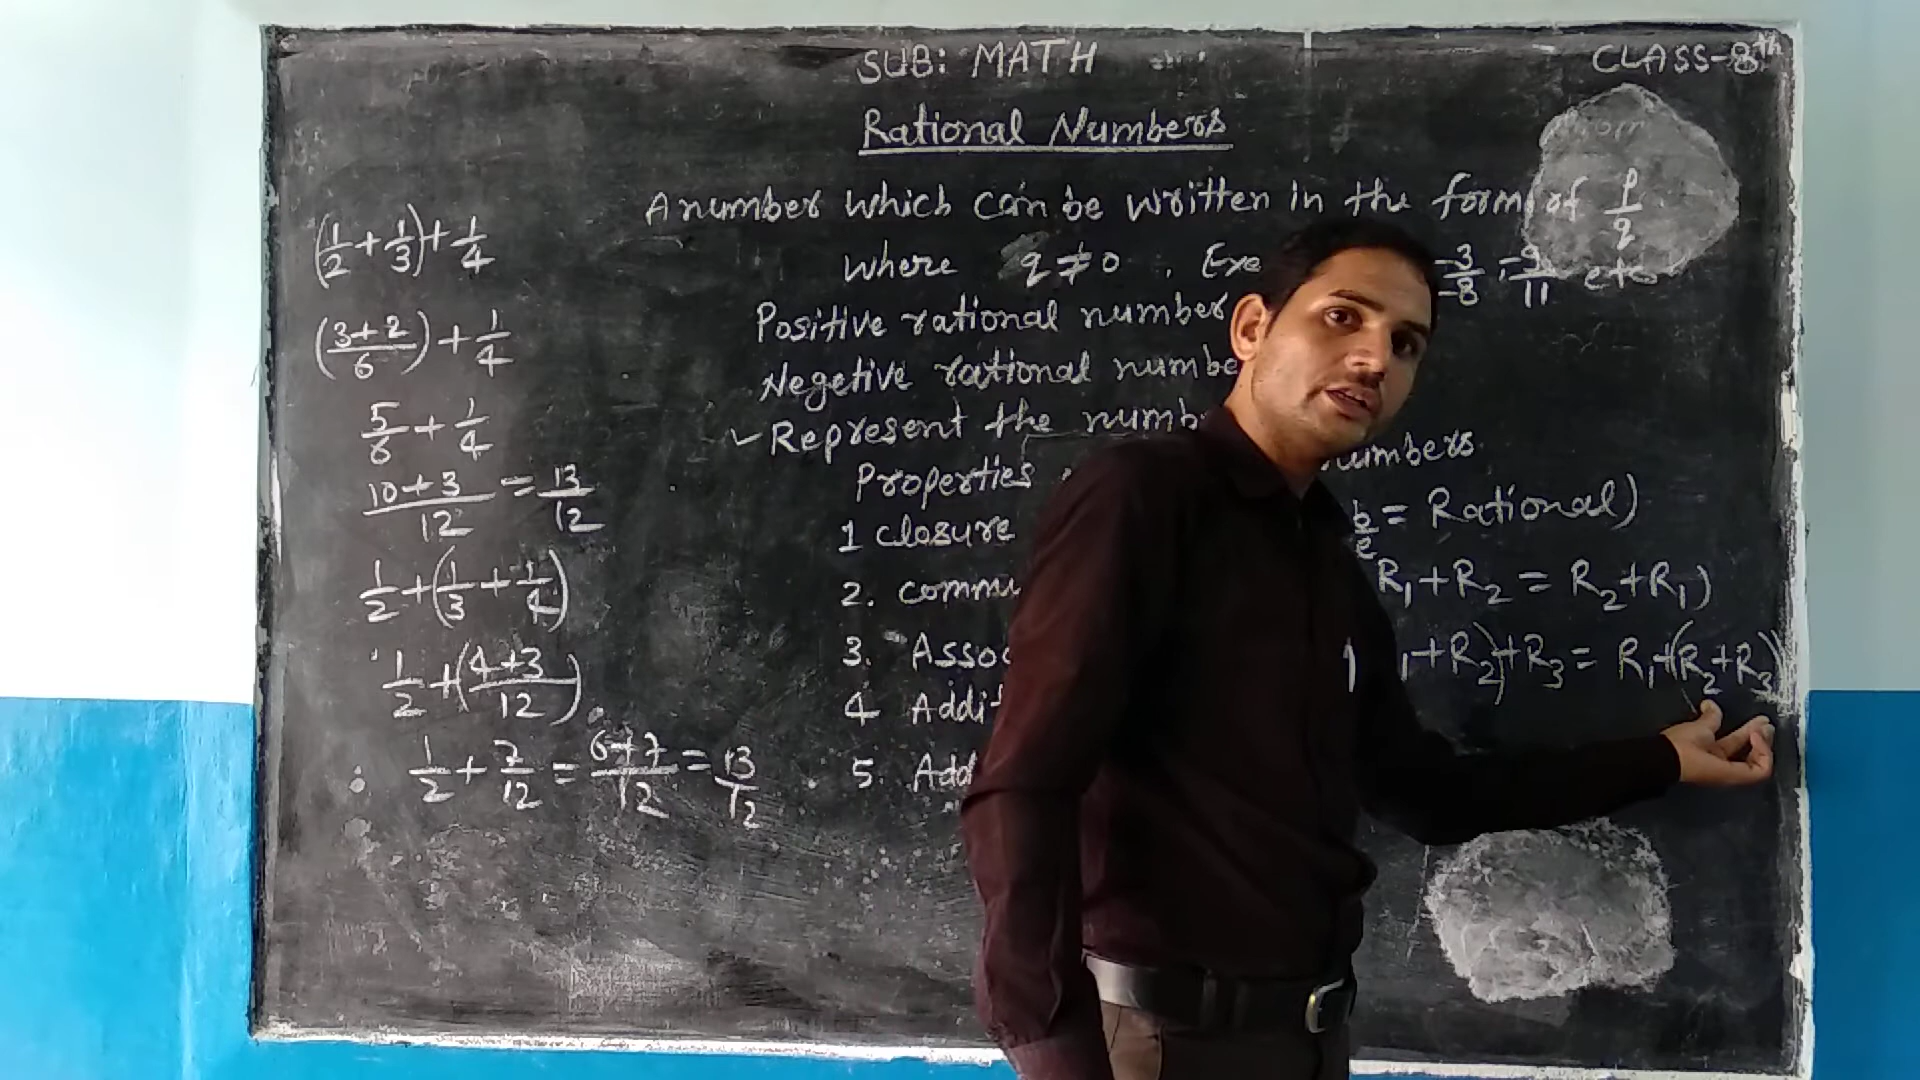 SUB: MATH
CLASS-8th
Rational Numbers
A number which can be written in the form of p/q
where q ≠ 0 . Exe -3/-8, -9/11 etc
Positive rational number
Negetive rational numbe
Represent the numb
Properties numbers
1 closure = Rational)
2. commu R₁+R₂ = R₂+R₁)
3. Assoc +R₂)+R₃ = R₁+(R₂+R₃)
4 Addit
5. Add
(1/2 + 1/3) + 1/4
(3+2/6) + 1/4
5/6 + 1/4
10+3/12 = 13/12
1/2 + (1/3 + 1/4)
1/2 + (4+3/12)
1/2 + 7/12 = 6+7/12 = 13/12